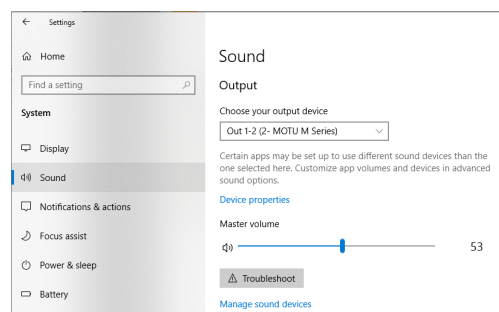 Settings
Home
Find a setting
System
Display
Sound
Notifications & actions
Focus assist
Power & sleep
Battery
Sound
Output
Choose your output device
Out 1-2 (2- MOTU M Series)
Certain apps may be set up to use different sound devices than the
one selected here. Customize app volumes and devices in advanced
sound options.
Device properties
Master volume
53
Troubleshoot
Manage sound devices